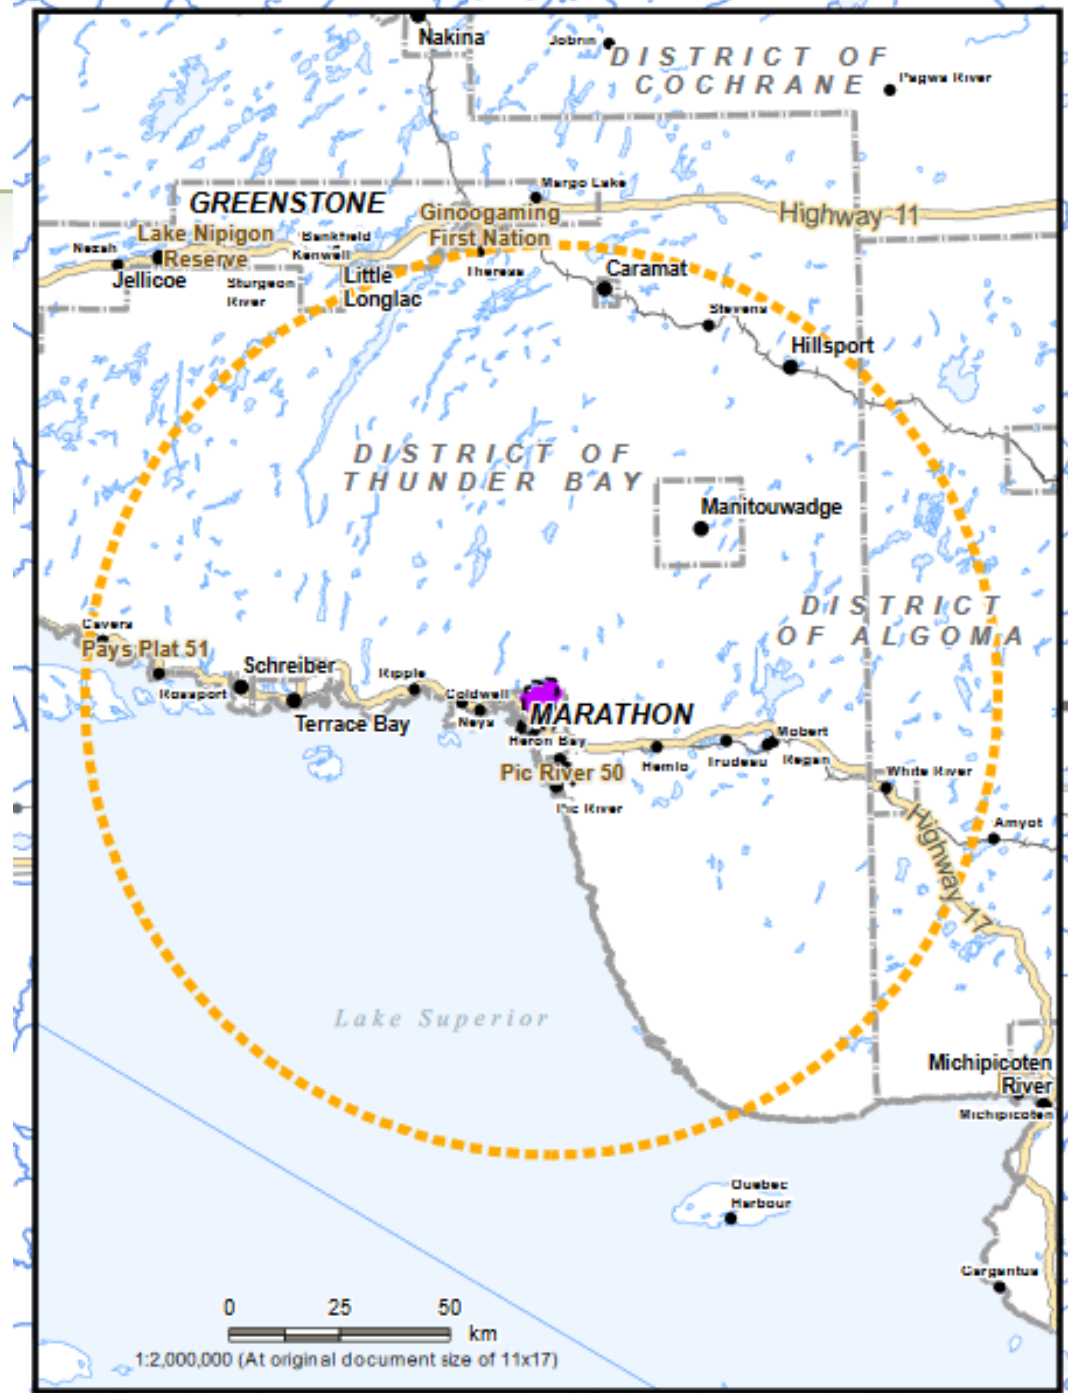 Nakina
Jobrin
DISTRICT OF
COCHRANE
Pagwa River
Margo Lake
GREENSTONE
Highway 11
Ginoogaming
First Nation
Lake Nipigon
Reserve
Bankfield
Kenwell
Nezah
Jellicoe
Sturgeon
River
Little
Longlac
Theresa
Caramat
Stevens
Hillsport
DISTRICT OF
THUNDER BAY
Manitouwadge
DISTRICT
OF ALGOMA
Cavers
Pays Plat 51
Rossport
Schreiber
Terrace Bay
Ripple
Coldwell
Neys
MARATHON
Heron Bay
Pic River 50
Pic River
Hemlo
Trudeau
Mobert
Regan
White River
Amyot
Highway 17
Lake Superior
Michipicoten
River
Michipicoten
Quebec
Harbour
Gargantua
0 25 50
km
1:2,000,000 (At original document size of 11x17)